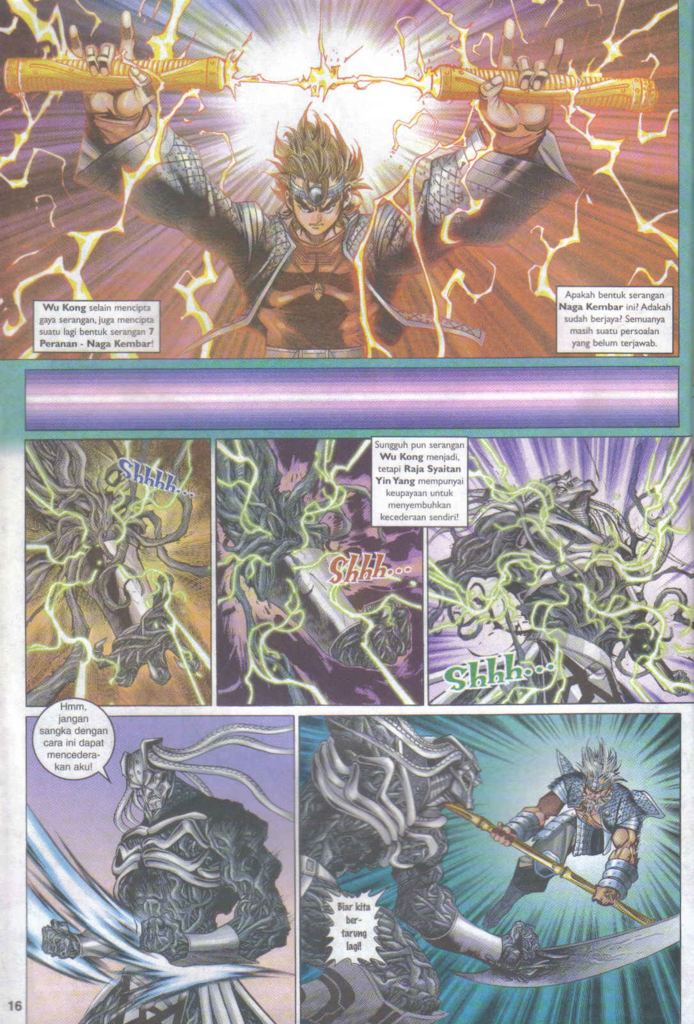 Wu Kong selain mencipta
gaya serangan, juga mencipta
suatu lagi bentuk serangan 7
Peranan - Naga Kembar!
Apakah bentuk serangan
Naga Kembar ini? Adakah
sudah berjaya? Semuanya
masih suatu persoalan
yang belum terjawab.
Shhhh...
Shhh...
Sungguh pun serangan
Wu Kong menjadi,
tetapi Raja Syaitan
Yin Yang mempunyai
keupayaan untuk
menyembuhkan
kecederaan sendiri!
Shhh...
Hmm,
jangan
sangka dengan
cara ini dapat
mencedera-
kan aku!
Biar kita
ber-
tarung
lagi!
16